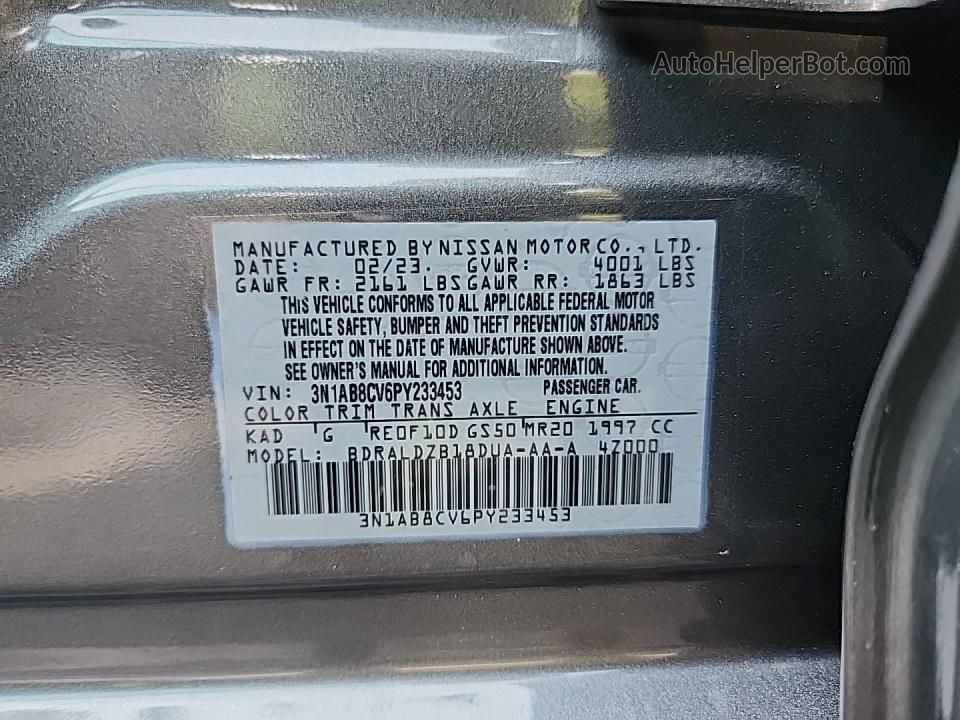 AutoHelperBot.com
MANUFACTURED BY NISSAN MOTOR CO., LTD.
DATE: 02/23. GVWR: 4001 LBS
GAWR FR: 2161 LBS GAWR RR: 1863 LBS
THIS VEHICLE CONFORMS TO ALL APPLICABLE FEDERAL MOTOR
VEHICLE SAFETY, BUMPER AND THEFT PREVENTION STANDARDS
IN EFFECT ON THE DATE OF MANUFACTURE SHOWN ABOVE.
SEE OWNER'S MANUAL FOR ADDITIONAL INFORMATION.
VIN: 3N1AB8CV6PY233453 PASSENGER CAR.
COLOR TRIM TRANS AXLE ENGINE
KAD G RE0F10D GS50 MR20 1997 CC
MODEL: BDRALDZB18DUA-AA-A 4Z000
3N1AB8CV6PY233453